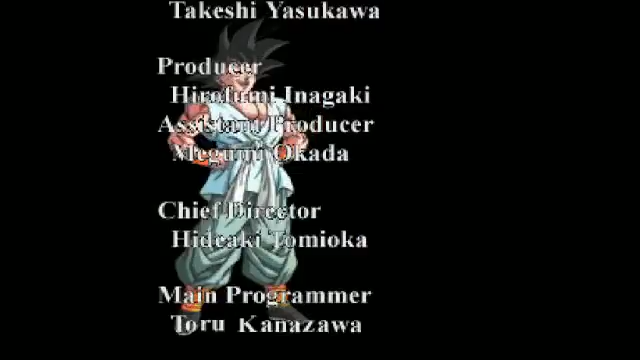 Takeshi Yasukawa
Producer
Hirofumi Inagaki
Assistant Producer
Megumi Okada
Chief Director
Hideaki Tomioka
Main Programmer
Toru Kanazawa